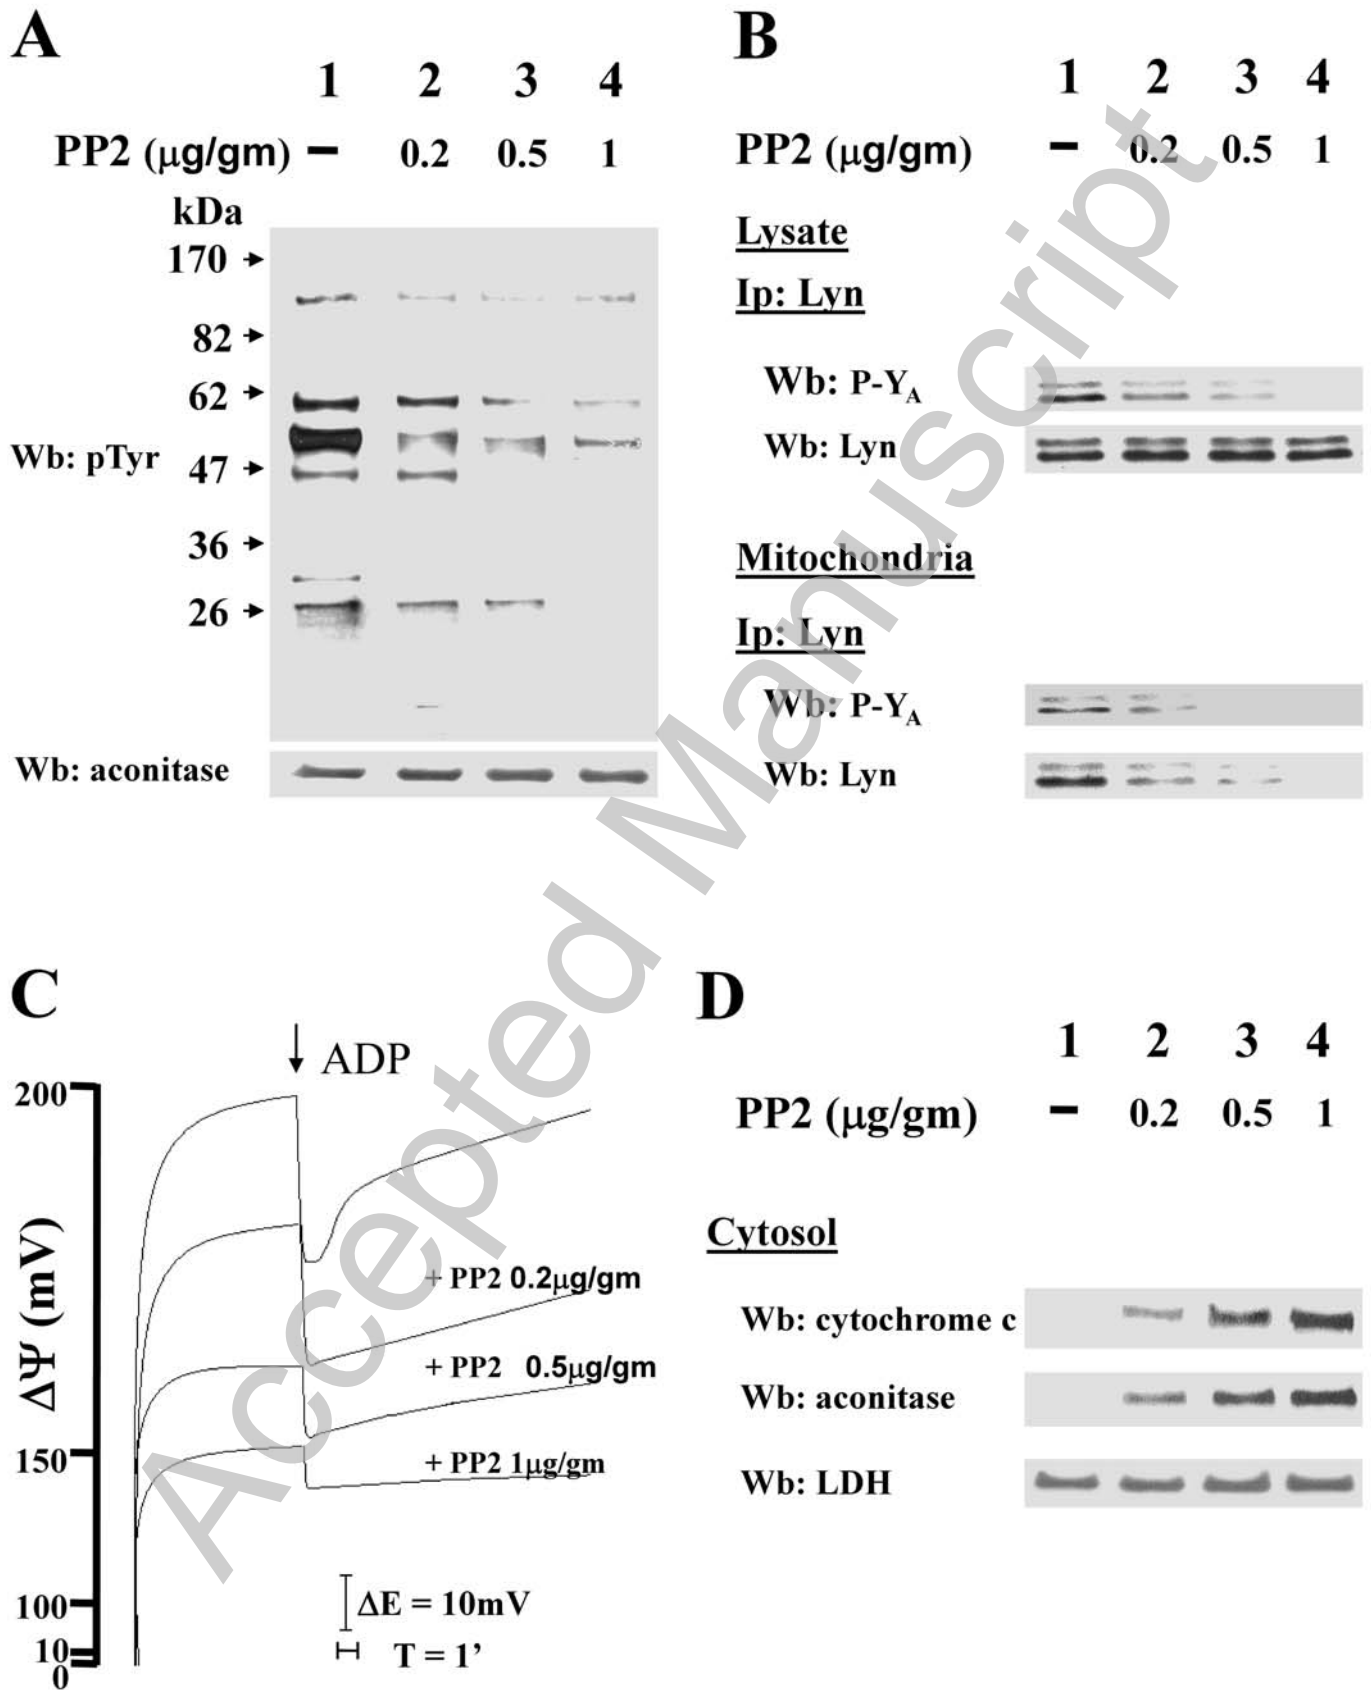 A
1 2 3 4
PP2 (μg/gm) – 0.2 0.5 1
kDa
170
82
62
Wb: pTyr
47
36
26
Wb: aconitase
B
1 2 3 4
PP2 (μg/gm) – 0.2 0.5 1
Lysate
Ip: Lyn
Wb: P-YA
Wb: Lyn
Mitochondria
Ip: Lyn
Wb: P-YA
Wb: Lyn
C
ADP
200
ΔΨ (mV)
+ PP2 0.2μg/gm
+ PP2 0.5μg/gm
150
+ PP2 1μg/gm
100
10
0
ΔE = 10mV
T = 1’
D
1 2 3 4
PP2 (μg/gm) – 0.2 0.5 1
Cytosol
Wb: cytochrome c
Wb: aconitase
Wb: LDH
Accepted Manuscript